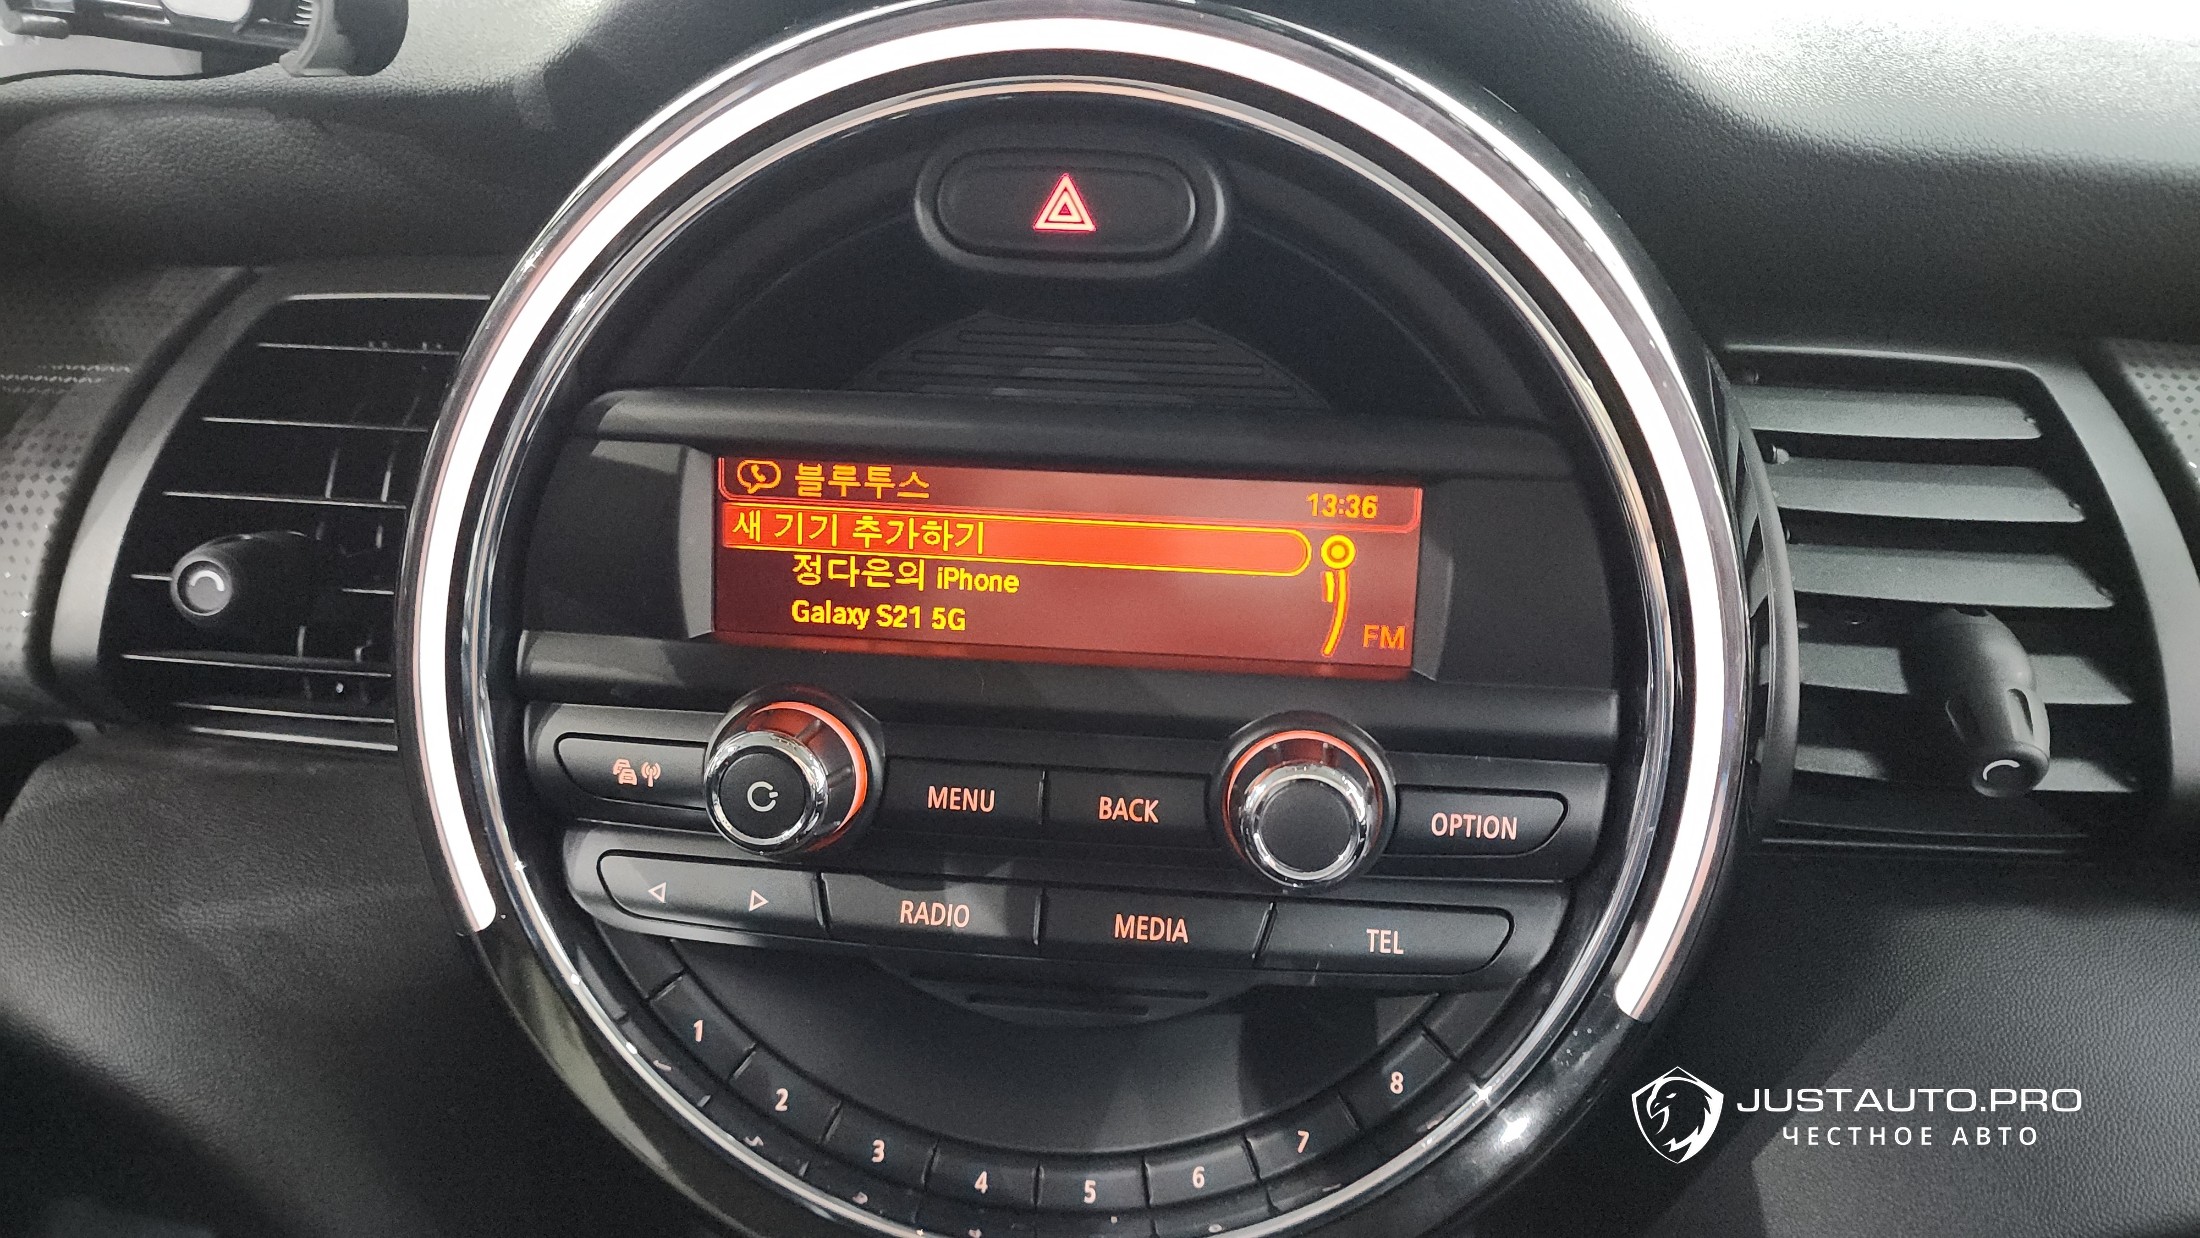 블루투스
13:36
새 기기 추가하기
정다은의 iPhone
Galaxy S21 5G
FM
MENU
BACK
OPTION
RADIO
MEDIA
TEL
1
2
3
4
5
6
7
8
JUSTAUTO.PRO
ЧЕСТНОЕ АВТО